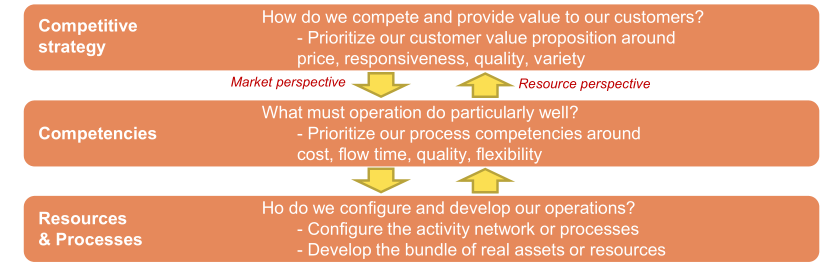 Competitive
strategy
How do we compete and provide value to our customers?
- Prioritize our customer value proposition around
price, responsiveness, quality, variety
Market perspective
Resource perspective
Competencies
What must operation do particularly well?
- Prioritize our process competencies around
cost, flow time, quality, flexibility
Resources
& Processes
Ho do we configure and develop our operations?
- Configure the activity network or processes
- Develop the bundle of real assets or resources